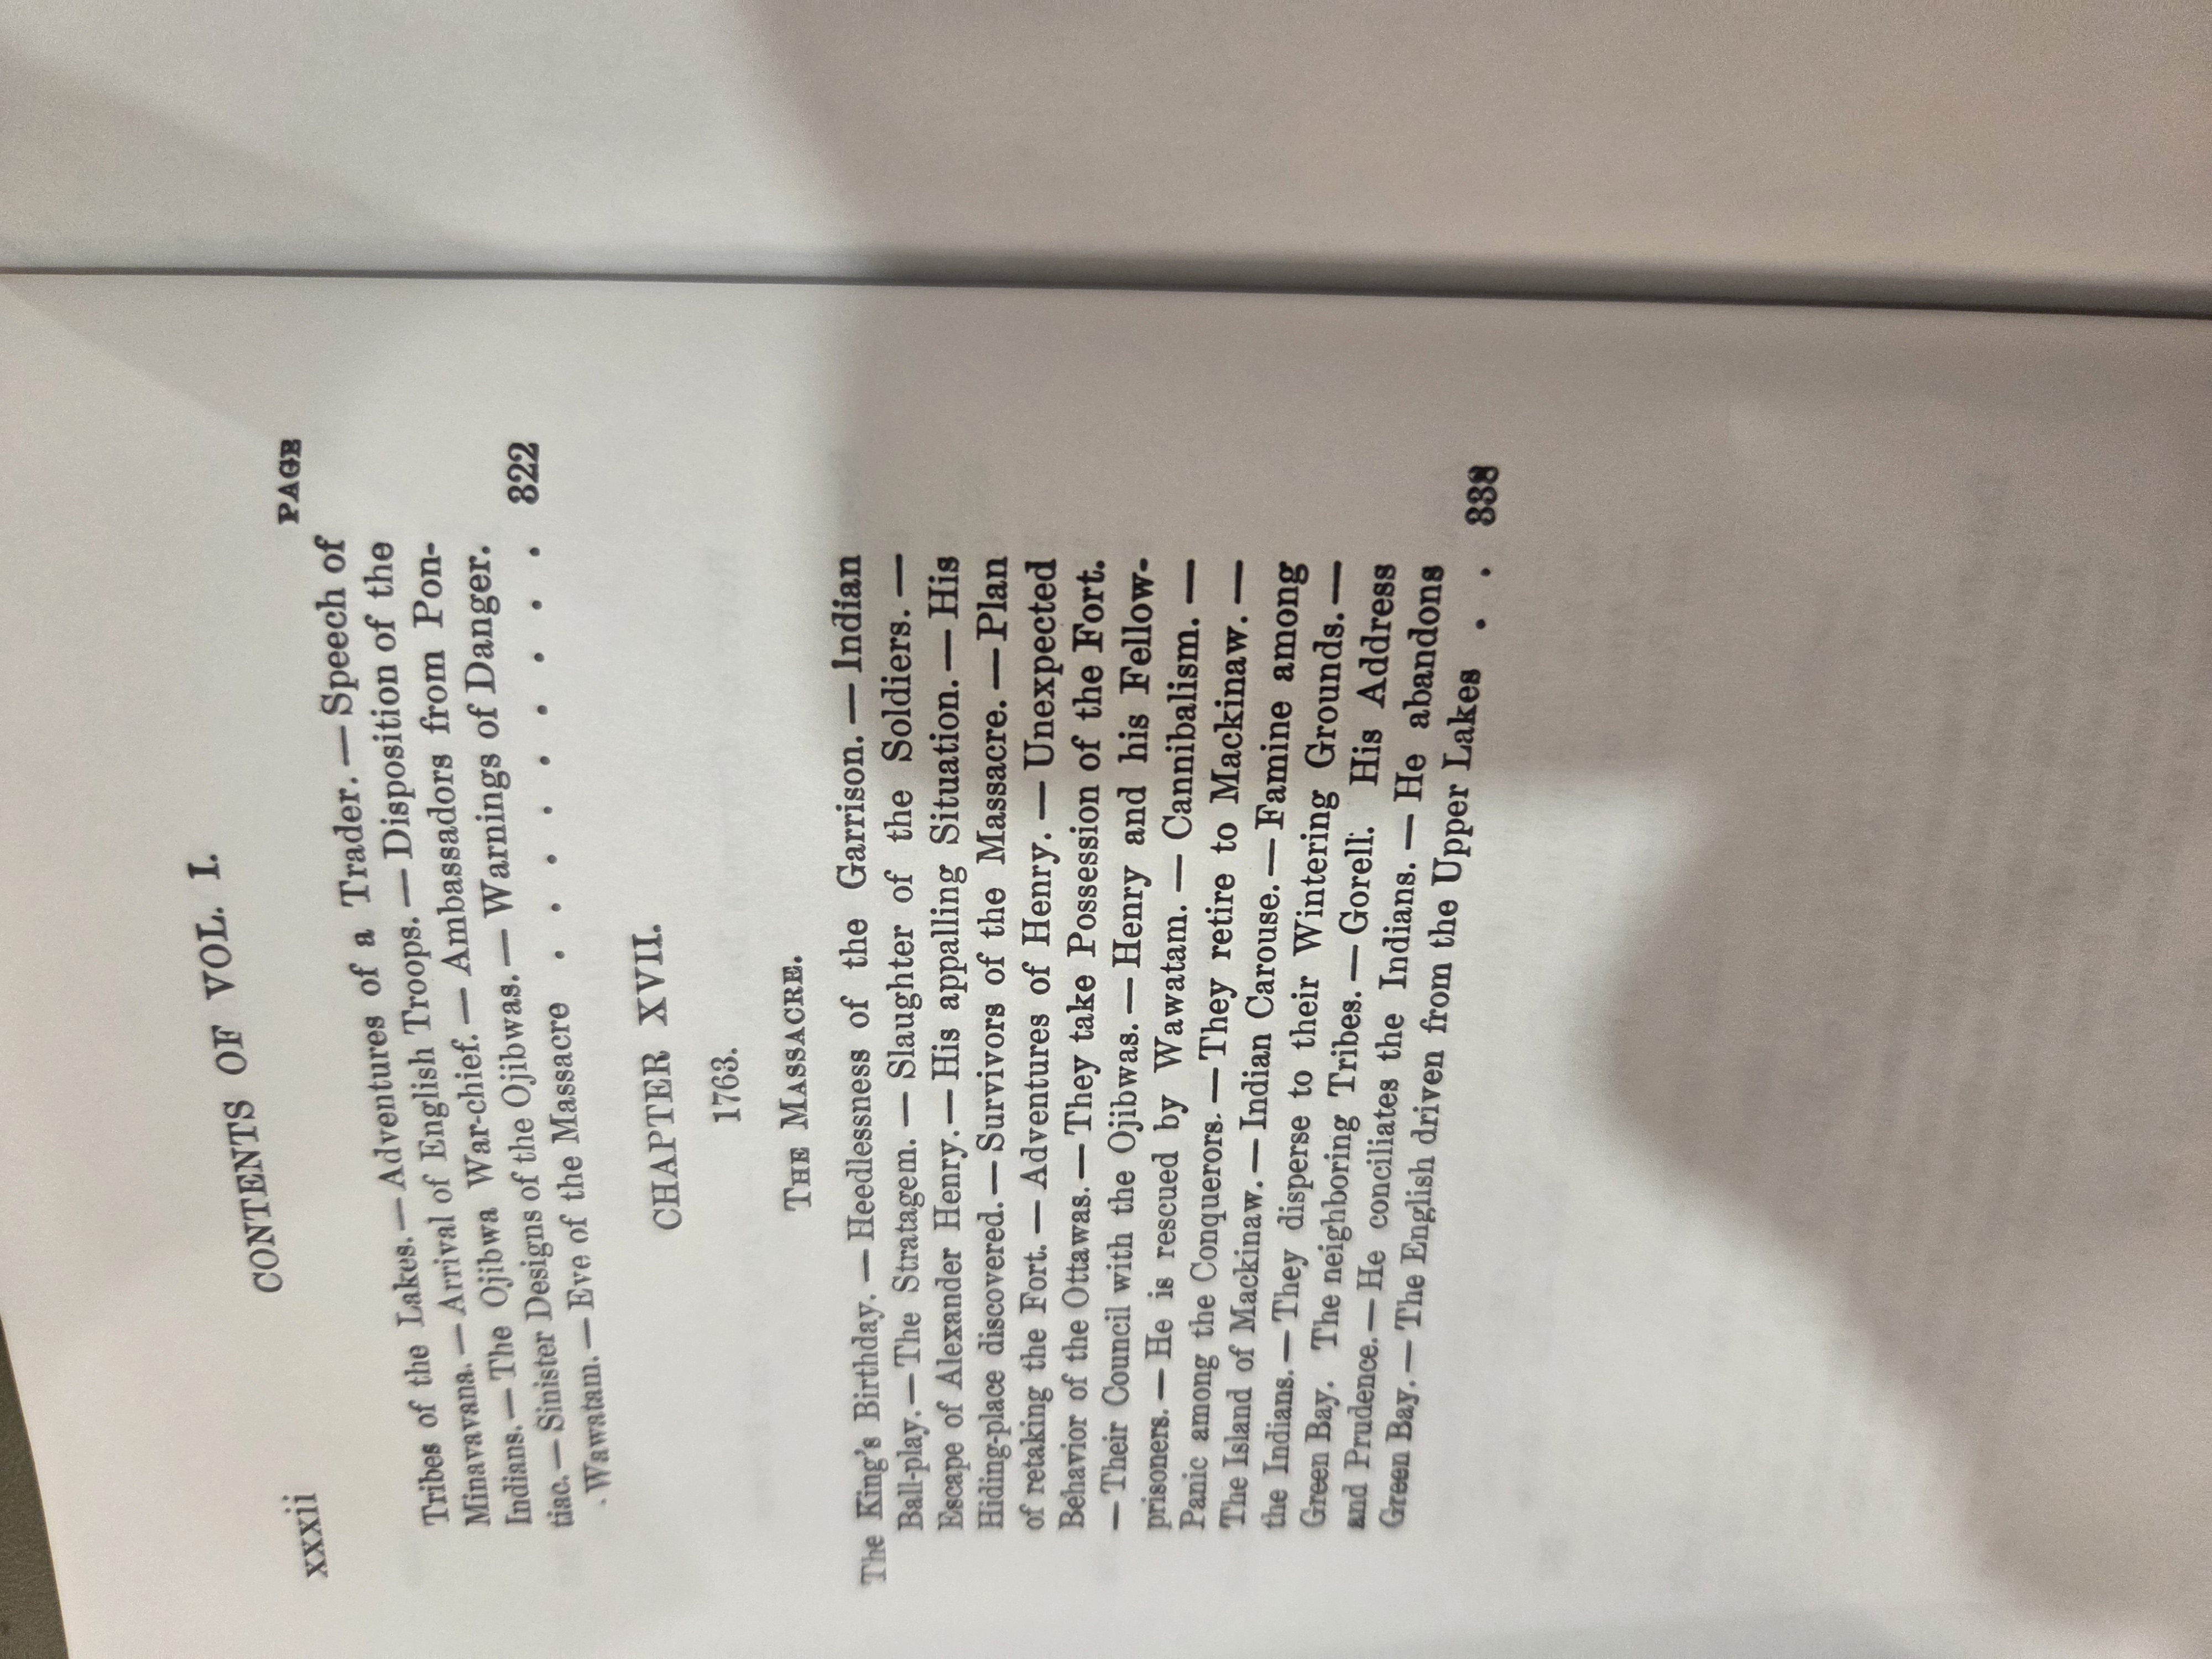 CONTENTS OF VOL. I.
xxxii
PAGE
Tribes of the Lakes. — Adventures of a Trader. — Speech of
Minavavana. — Arrival of English Troops. — Disposition of the
Indians. — The Ojibwa War-chief. — Ambassadors from Pon-
tiac. — Sinister Designs of the Ojibwas. — Warnings of Danger.
Wawatam. — Eve of the Massacre . . . . . . . . . 322
CHAPTER XVII.
1763.
THE MASSACRE.
The King's Birthday. — Heedlessness of the Garrison. — Indian
Ball-play. — The Stratagem. — Slaughter of the Soldiers. —
Escape of Alexander Henry. — His appalling Situation. — His
Hiding-place discovered. — Survivors of the Massacre. — Plan
of retaking the Fort. — Adventures of Henry. — Unexpected
Behavior of the Ottawas. — They take Possession of the Fort.
— Their Council with the Ojibwas. — Henry and his Fellow-
prisoners. — He is rescued by Wawatam. — Cannibalism. —
Panic among the Conquerors. — They retire to Mackinaw. —
The Island of Mackinaw. — Indian Carouse. — Famine among
the Indians. — They disperse to their Wintering Grounds. —
Green Bay. The neighboring Tribes. — Gorell. His Address
and Prudence. — He conciliates the Indians. — He abandons
Green Bay. — The English driven from the Upper Lakes . . 338